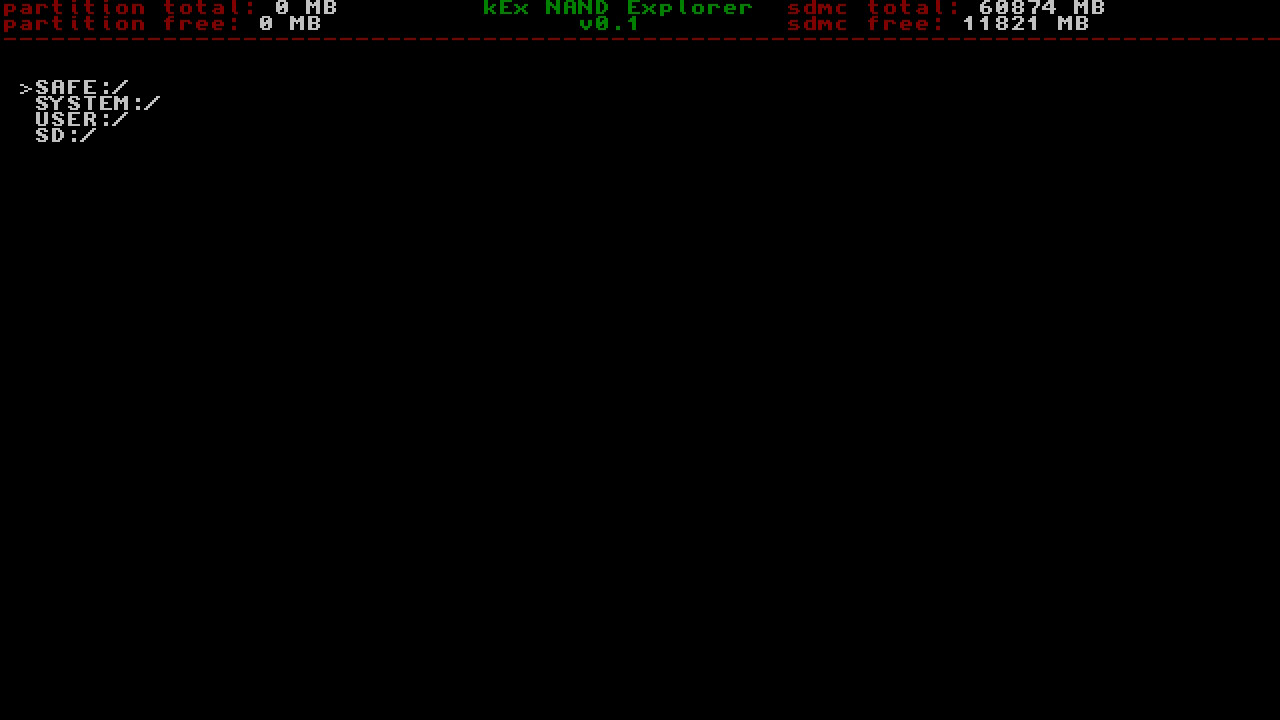 partition total: 0 MB kEx NAND Explorer sdmc total: 60874 MB
partition free: 0 MB v0.1 sdmc free: 11821 MB
>SAFE:/
SYSTEM:/
USER:/
SD:/